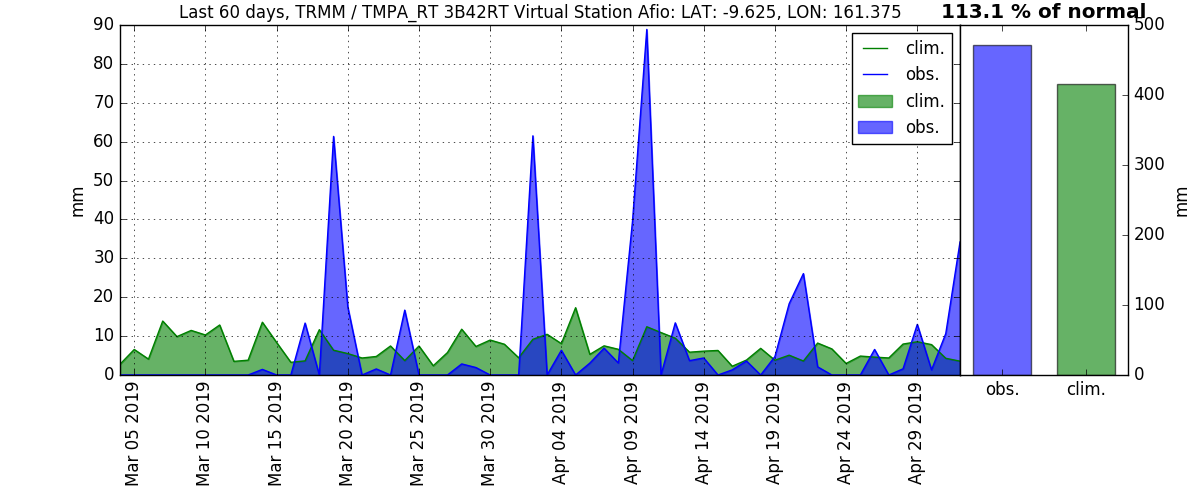 Last 60 days, TRMM / TMPA_RT 3B42RT Virtual Station Afio: LAT: -9.625, LON: 161.375
113.1 % of normal
90
80
70
60
50
40
30
20
10
0
mm
clim.
obs.
clim.
obs.
500
400
300
200
100
0
mm
Mar 05 2019
Mar 10 2019
Mar 15 2019
Mar 20 2019
Mar 25 2019
Mar 30 2019
Apr 04 2019
Apr 09 2019
Apr 14 2019
Apr 19 2019
Apr 24 2019
Apr 29 2019
obs.
clim.